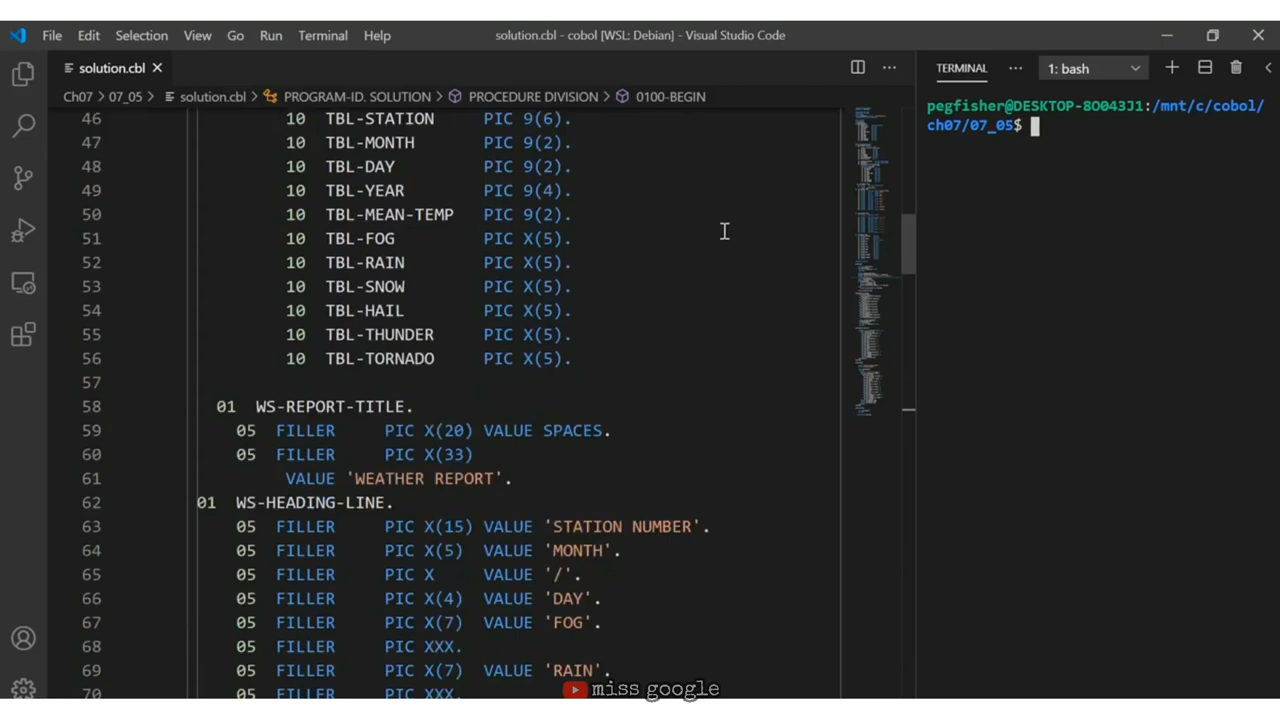 File Edit Selection View Go Run Terminal Help solution.cbl - cobol [WSL: Debian] - Visual Studio Code
solution.cbl
TERMINAL 1: bash
Ch07 > 07_05 > solution.cbl > PROGRAM-ID. SOLUTION > PROCEDURE DIVISION > 0100-BEGIN
46 10 TBL-STATION PIC 9(6).
47 10 TBL-MONTH PIC 9(2).
48 10 TBL-DAY PIC 9(2).
49 10 TBL-YEAR PIC 9(4).
50 10 TBL-MEAN-TEMP PIC 9(2).
51 10 TBL-FOG PIC X(5).
52 10 TBL-RAIN PIC X(5).
53 10 TBL-SNOW PIC X(5).
54 10 TBL-HAIL PIC X(5).
55 10 TBL-THUNDER PIC X(5).
56 10 TBL-TORNADO PIC X(5).
57
58 01 WS-REPORT-TITLE.
59 05 FILLER PIC X(20) VALUE SPACES.
60 05 FILLER PIC X(33)
61 VALUE 'WEATHER REPORT'.
62 01 WS-HEADING-LINE.
63 05 FILLER PIC X(15) VALUE 'STATION NUMBER'.
64 05 FILLER PIC X(5) VALUE 'MONTH'.
65 05 FILLER PIC X VALUE '/'.
66 05 FILLER PIC X(4) VALUE 'DAY'.
67 05 FILLER PIC X(7) VALUE 'FOG'.
68 05 FILLER PIC XXX.
69 05 FILLER PIC X(7) VALUE 'RAIN'.
70 05 FILLER PIC XXX.
pegfisher@DESKTOP-8O043J1:/mnt/c/cobol/
ch07/07_05$
miss google